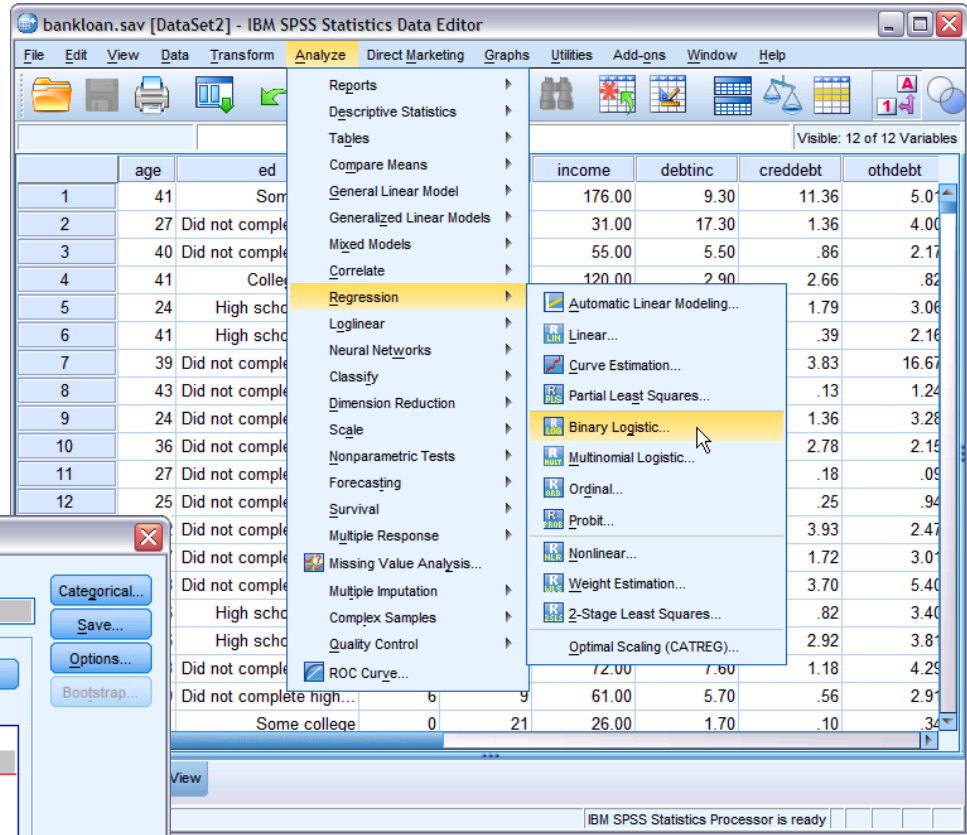 bankloan.sav [DataSet2] - IBM SPSS Statistics Data Editor
File Edit View Data Transform Analyze Direct Marketing Graphs Utilities Add-ons Window Help
Visible: 12 of 12 Variables
age ed income debtinc creddebt othdebt
1 41 Som 176.00 9.30 11.36 5.01
2 27 Did not comple 31.00 17.30 1.36 4.00
3 40 Did not comple 55.00 5.50 .86 2.17
4 41 Colle 120.00 2.90 2.66 .82
5 24 High scho 1.79 3.06
6 41 High scho .39 2.16
7 39 Did not comple 3.83 16.67
8 43 Did not comple .13 1.24
9 24 Did not comple 1.36 3.28
10 36 Did not comple 2.78 2.15
11 27 Did not comple .18 .09
12 25 Did not comple .25 .94
Did not comple 3.93 2.47
Did not comple 1.72 3.01
Did not comple 3.70 5.40
High scho .82 3.40
High scho 2.92 3.81
Did not comple 72.00 7.60 1.18 4.29
Did not complete high... 6 9 61.00 5.70 .56 2.91
Some college 0 21 26.00 1.70 .10 .34
Reports
Descriptive Statistics
Tables
Compare Means
General Linear Model
Generalized Linear Models
Mixed Models
Correlate
Regression
Loglinear
Neural Networks
Classify
Dimension Reduction
Scale
Nonparametric Tests
Forecasting
Survival
Multiple Response
Missing Value Analysis...
Multiple Imputation
Complex Samples
Quality Control
ROC Curve...
Automatic Linear Modeling...
Linear...
Curve Estimation...
Partial Least Squares...
Binary Logistic...
Multinomial Logistic...
Ordinal...
Probit...
Nonlinear...
Weight Estimation...
2-Stage Least Squares...
Optimal Scaling (CATREG)...
Categorical...
Save...
Options...
Bootstrap...
View
IBM SPSS Statistics Processor is ready